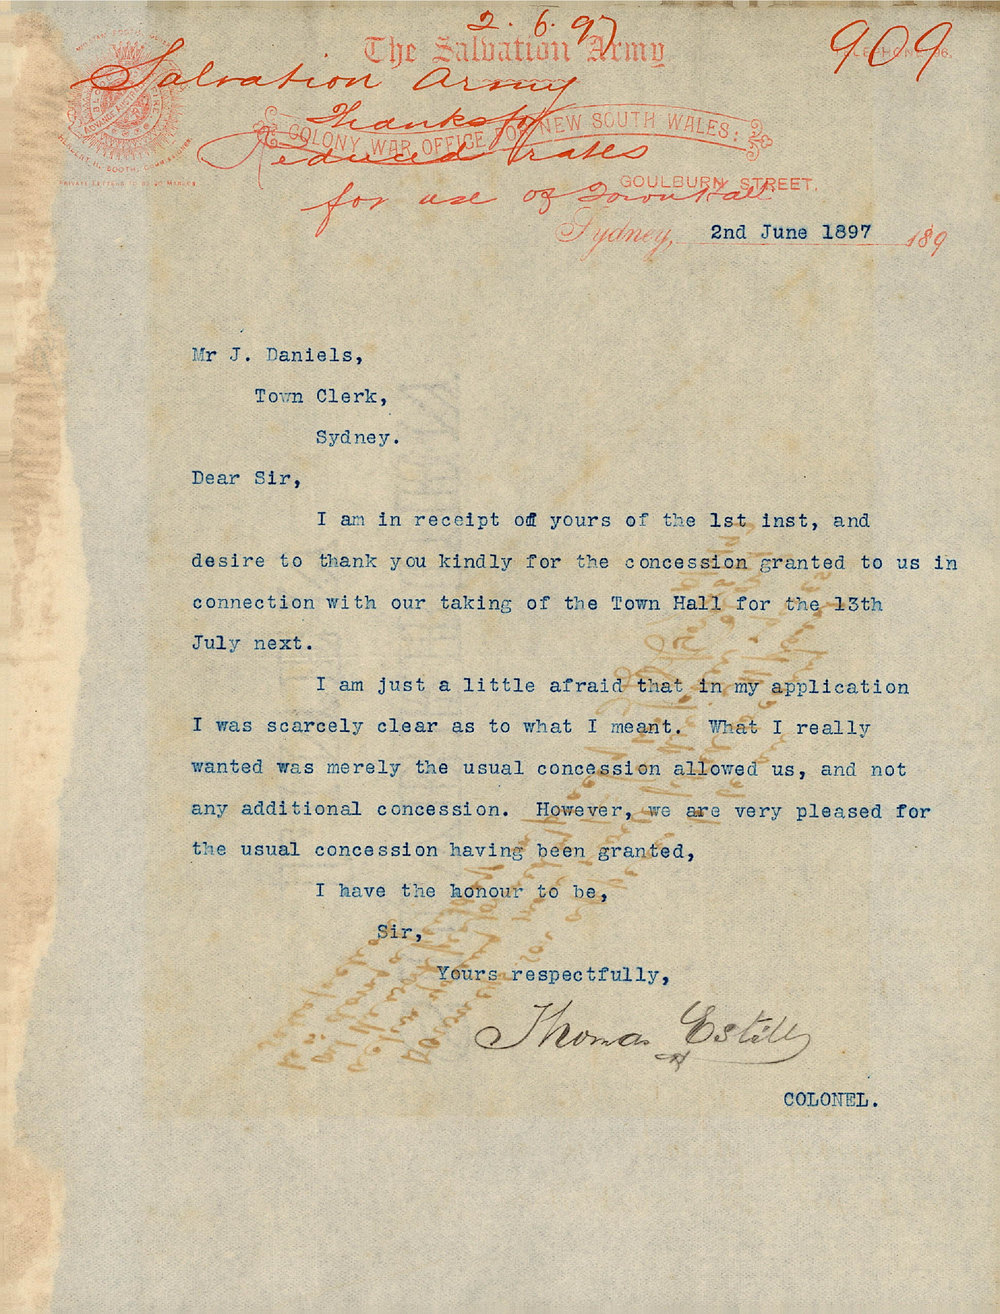 2.6.97
909
The Salvation Army
Salvation Army
Thanks for
COLONY WAR OFFICE FOR NEW SOUTH WALES:
Reduced rates
GOULBURN STREET.
for use of Town Hall
Sydney, 2nd June 1897 189
Mr J. Daniels,
Town Clerk,
Sydney.
Dear Sir,
I am in receipt of yours of the 1st inst, and
desire to thank you kindly for the concession granted to us in
connection with our taking of the Town Hall for the 13th
July next.
I am just a little afraid that in my application
I was scarcely clear as to what I meant. What I really
wanted was merely the usual concession allowed us, and not
any additional concession. However, we are very pleased for
the usual concession having been granted,
I have the honour to be,
Sir,
Yours respectfully,
Thomas Estill
COLONEL.